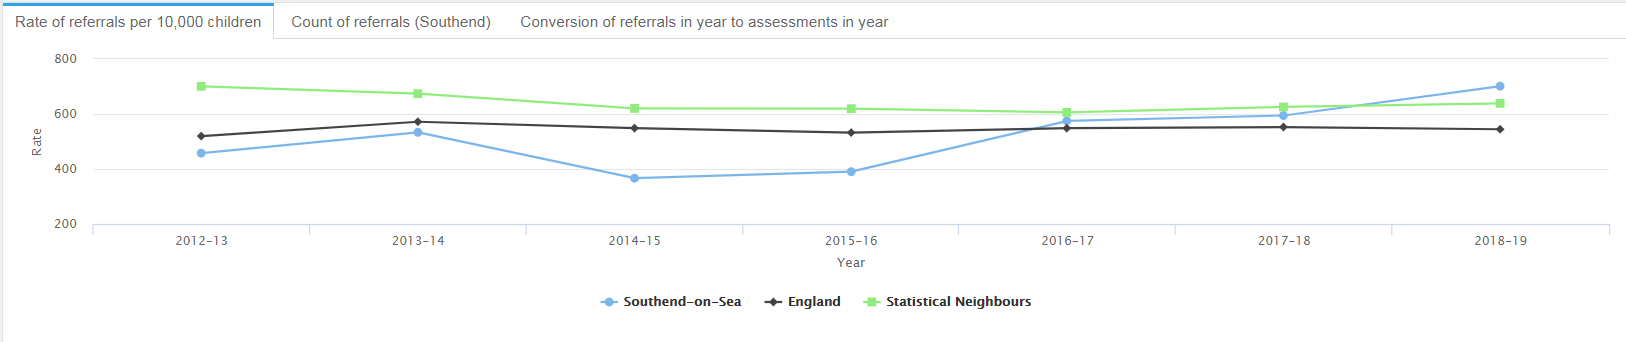 Rate of referrals per 10,000 children Count of referrals (Southend) Conversion of referrals in year to assessments in year
800
600
400
200
Rate
2012-13 2013-14 2014-15 2015-16 2016-17 2017-18 2018-19
Year
Southend-on-Sea England Statistical Neighbours